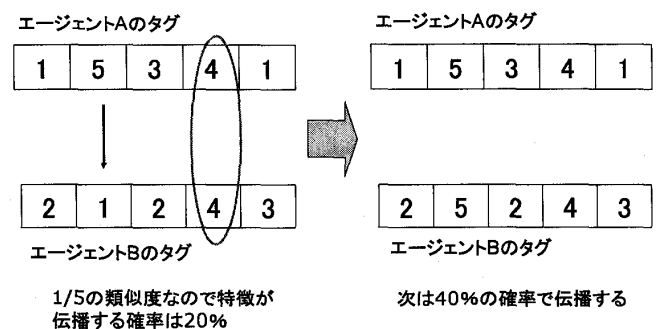 エージェントAのタグ
1 5 3 4 1
2 1 2 4 3
エージェントBのタグ
1/5の類似度なので特徴が
伝播する確率は20%
エージェントAのタグ
1 5 3 4 1
2 5 2 4 3
エージェントBのタグ
次は40%の確率で伝播する